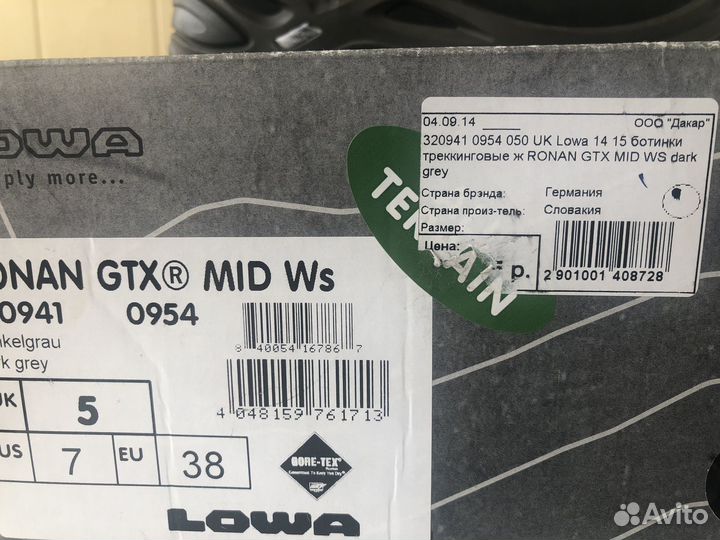 04.09.14 ООО "Дакар"
320941 0954 050 UK Lowa 14 15 ботинки
треккинговые ж RONAN GTX MID WS dark
grey
Страна брэнда: Германия
Страна произ-тель: Словакия
Размер:
Цена:
р.
2 901001 408728
OWA
ply more...
TER AIN
ONAN GTX® MID Ws
0941 0954
nkelgrau
rk grey
8 40054 16786 7
4 048159 761713
UK 5
US 7 EU 38
GORE-TEX
LOWA
Avito